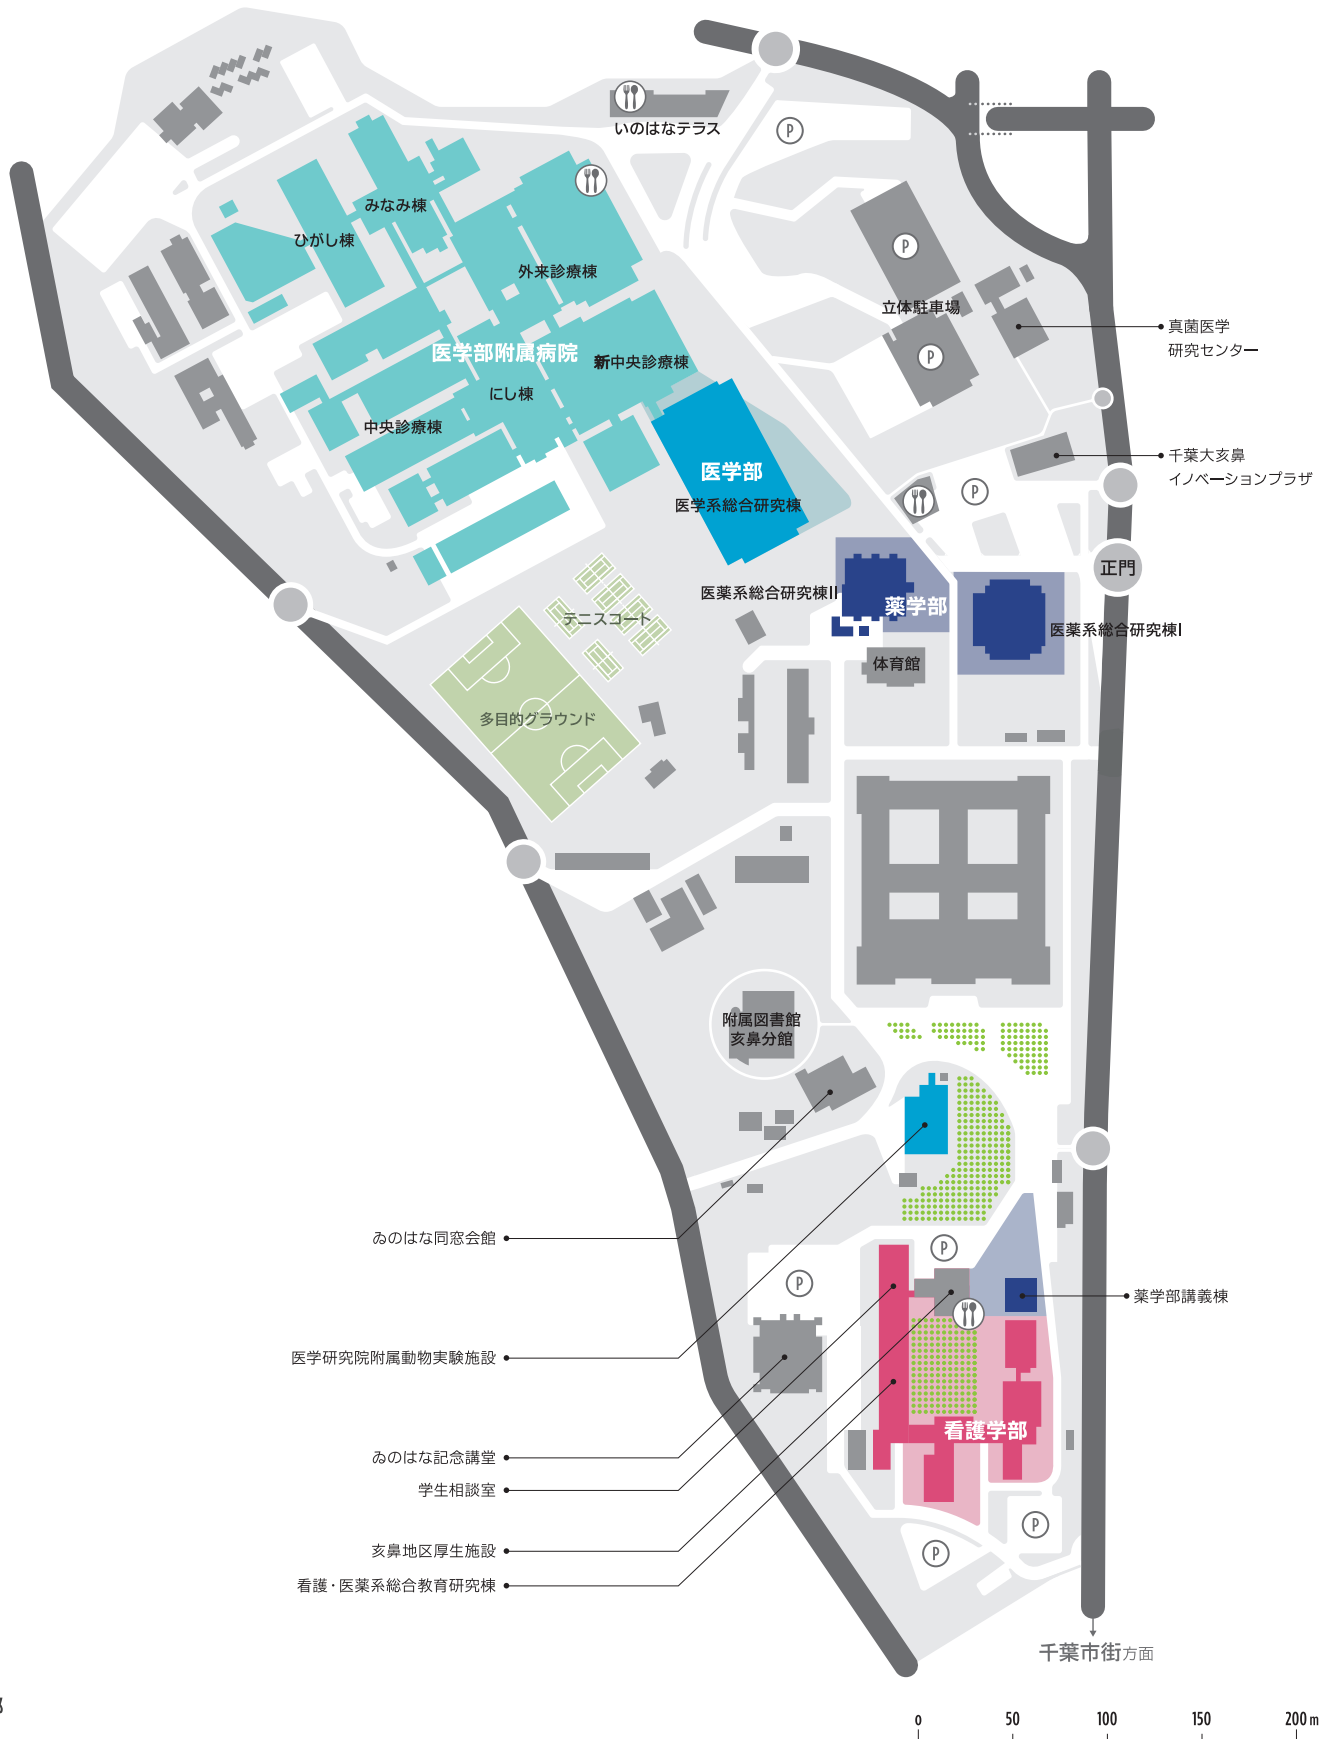 いのはなテラス
P
みなみ棟
ひがし棟
P
外来診療棟
立体駐車場
真菌医学
研究センター
医学部附属病院
新中央診療棟
P
にし棟
中央診療棟
千葉大亥鼻
イノベーションプラザ
医学部
医学系総合研究棟
P
正門
医薬系総合研究棟II
薬学部
テニスコート
医薬系総合研究棟I
体育館
多目的グラウンド
附属図書館
亥鼻分館
ゐのはな同窓会館
P
P
薬学部講義棟
医学研究院附属動物実験施設
看護学部
ゐのはな記念講堂
学生相談室
P
亥鼻地区厚生施設
P
看護・医薬系総合教育研究棟
千葉市街方面
0 50 100 150 200 m